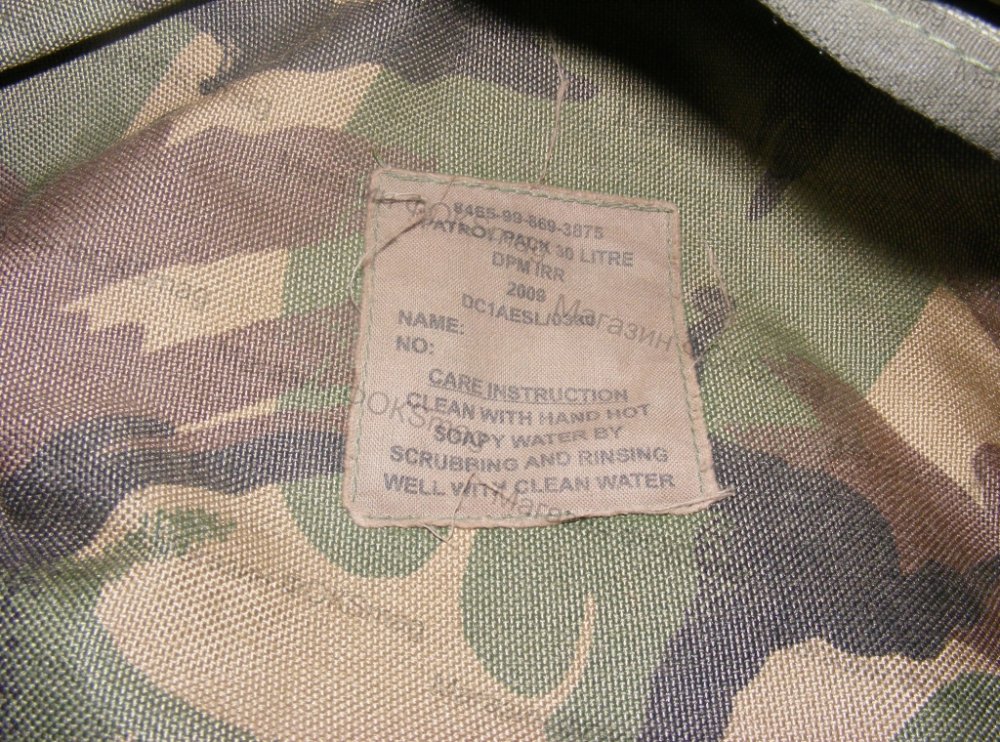 8465-99-869-3875
PATROL PACK 30 LITRE
DPM IRR
2008
NAME:
NO:
CARE INSTRUCTION
CLEAN WITH HAND HOT
SOAPY WATER BY
SCRUBBING AND RINSING
WELL WITH CLEAN WATER
Магазин